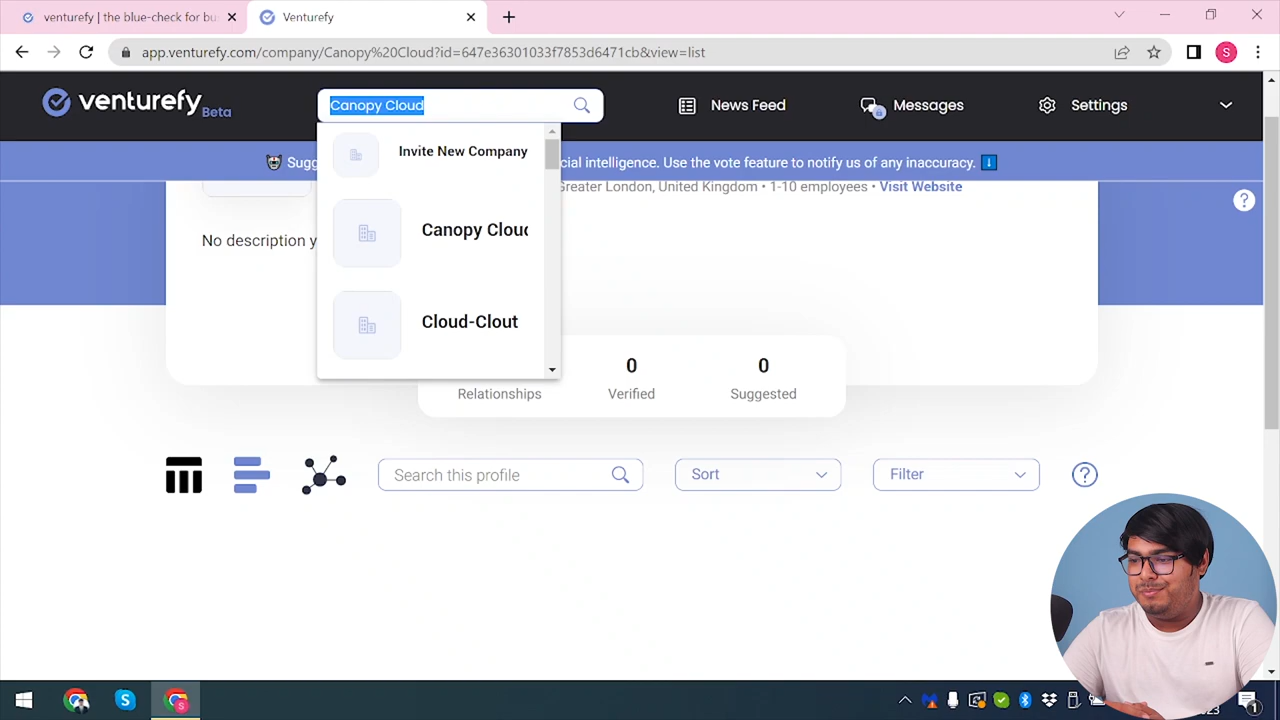 venturefy | the blue-check for bu
Venturefy
app.venturefy.com/company/Canopy%20Cloud?id=647e36301033f7853d6471cb&view=list
S
venturefy Beta
Canopy Cloud
News Feed
Messages
Settings
Sugg
cial intelligence. Use the vote feature to notify us of any inaccuracy.
Invite New Company
Greater London, United Kingdom • 1-10 employees • Visit Website
?
No description y
Canopy Cloud
Cloud-Clout
0
0
Relationships
Verified
Suggested
Search this profile
Sort
Filter
?
S
S
1